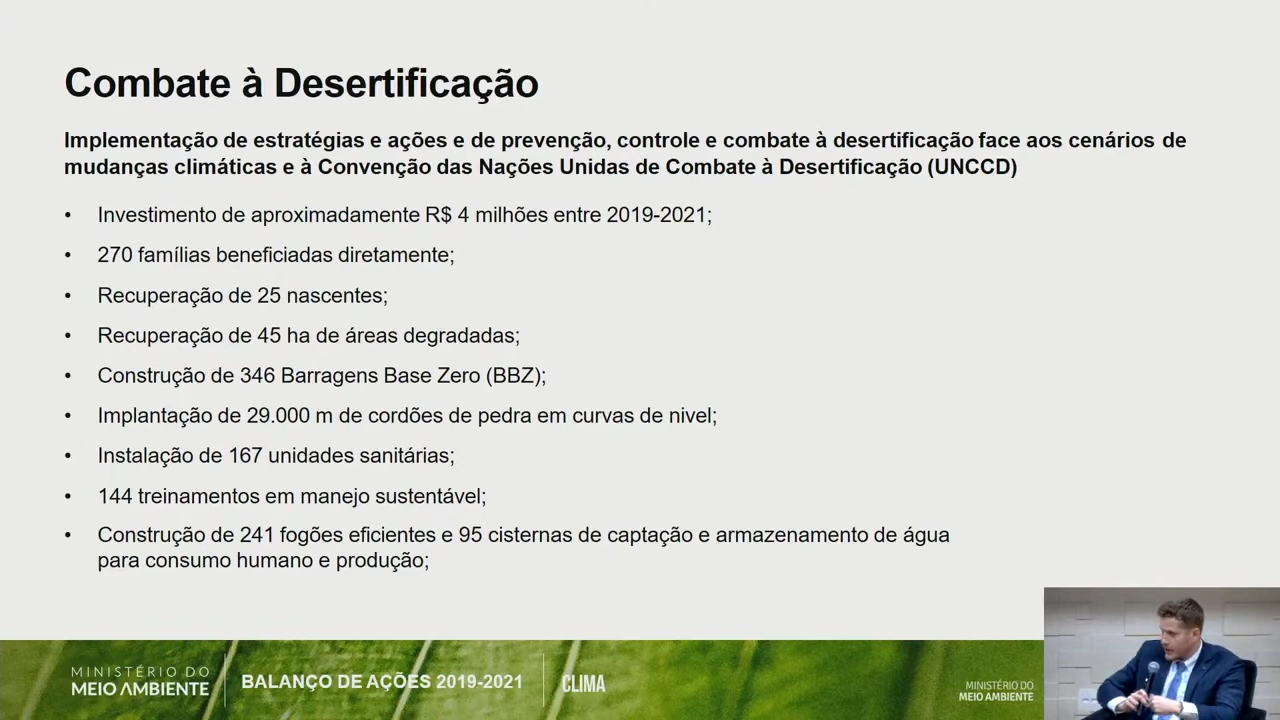 Combate à Desertificação
Implementação de estratégias e ações e de prevenção, controle e combate à desertificação face aos cenários de
mudanças climáticas e à Convenção das Nações Unidas de Combate à Desertificação (UNCCD)
• Investimento de aproximadamente R$ 4 milhões entre 2019-2021;
• 270 famílias beneficiadas diretamente;
• Recuperação de 25 nascentes;
• Recuperação de 45 ha de áreas degradadas;
• Construção de 346 Barragens Base Zero (BBZ);
• Implantação de 29.000 m de cordões de pedra em curvas de nivel;
• Instalação de 167 unidades sanitárias;
• 144 treinamentos em manejo sustentável;
• Construção de 241 fogões eficientes e 95 cisternas de captação e armazenamento de água
para consumo humano e produção;
MINISTÉRIO DO
MEIO AMBIENTE
BALANÇO DE AÇÕES 2019-2021
CLIMA
MINISTÉRIO DO
MEIO AMBIENTE